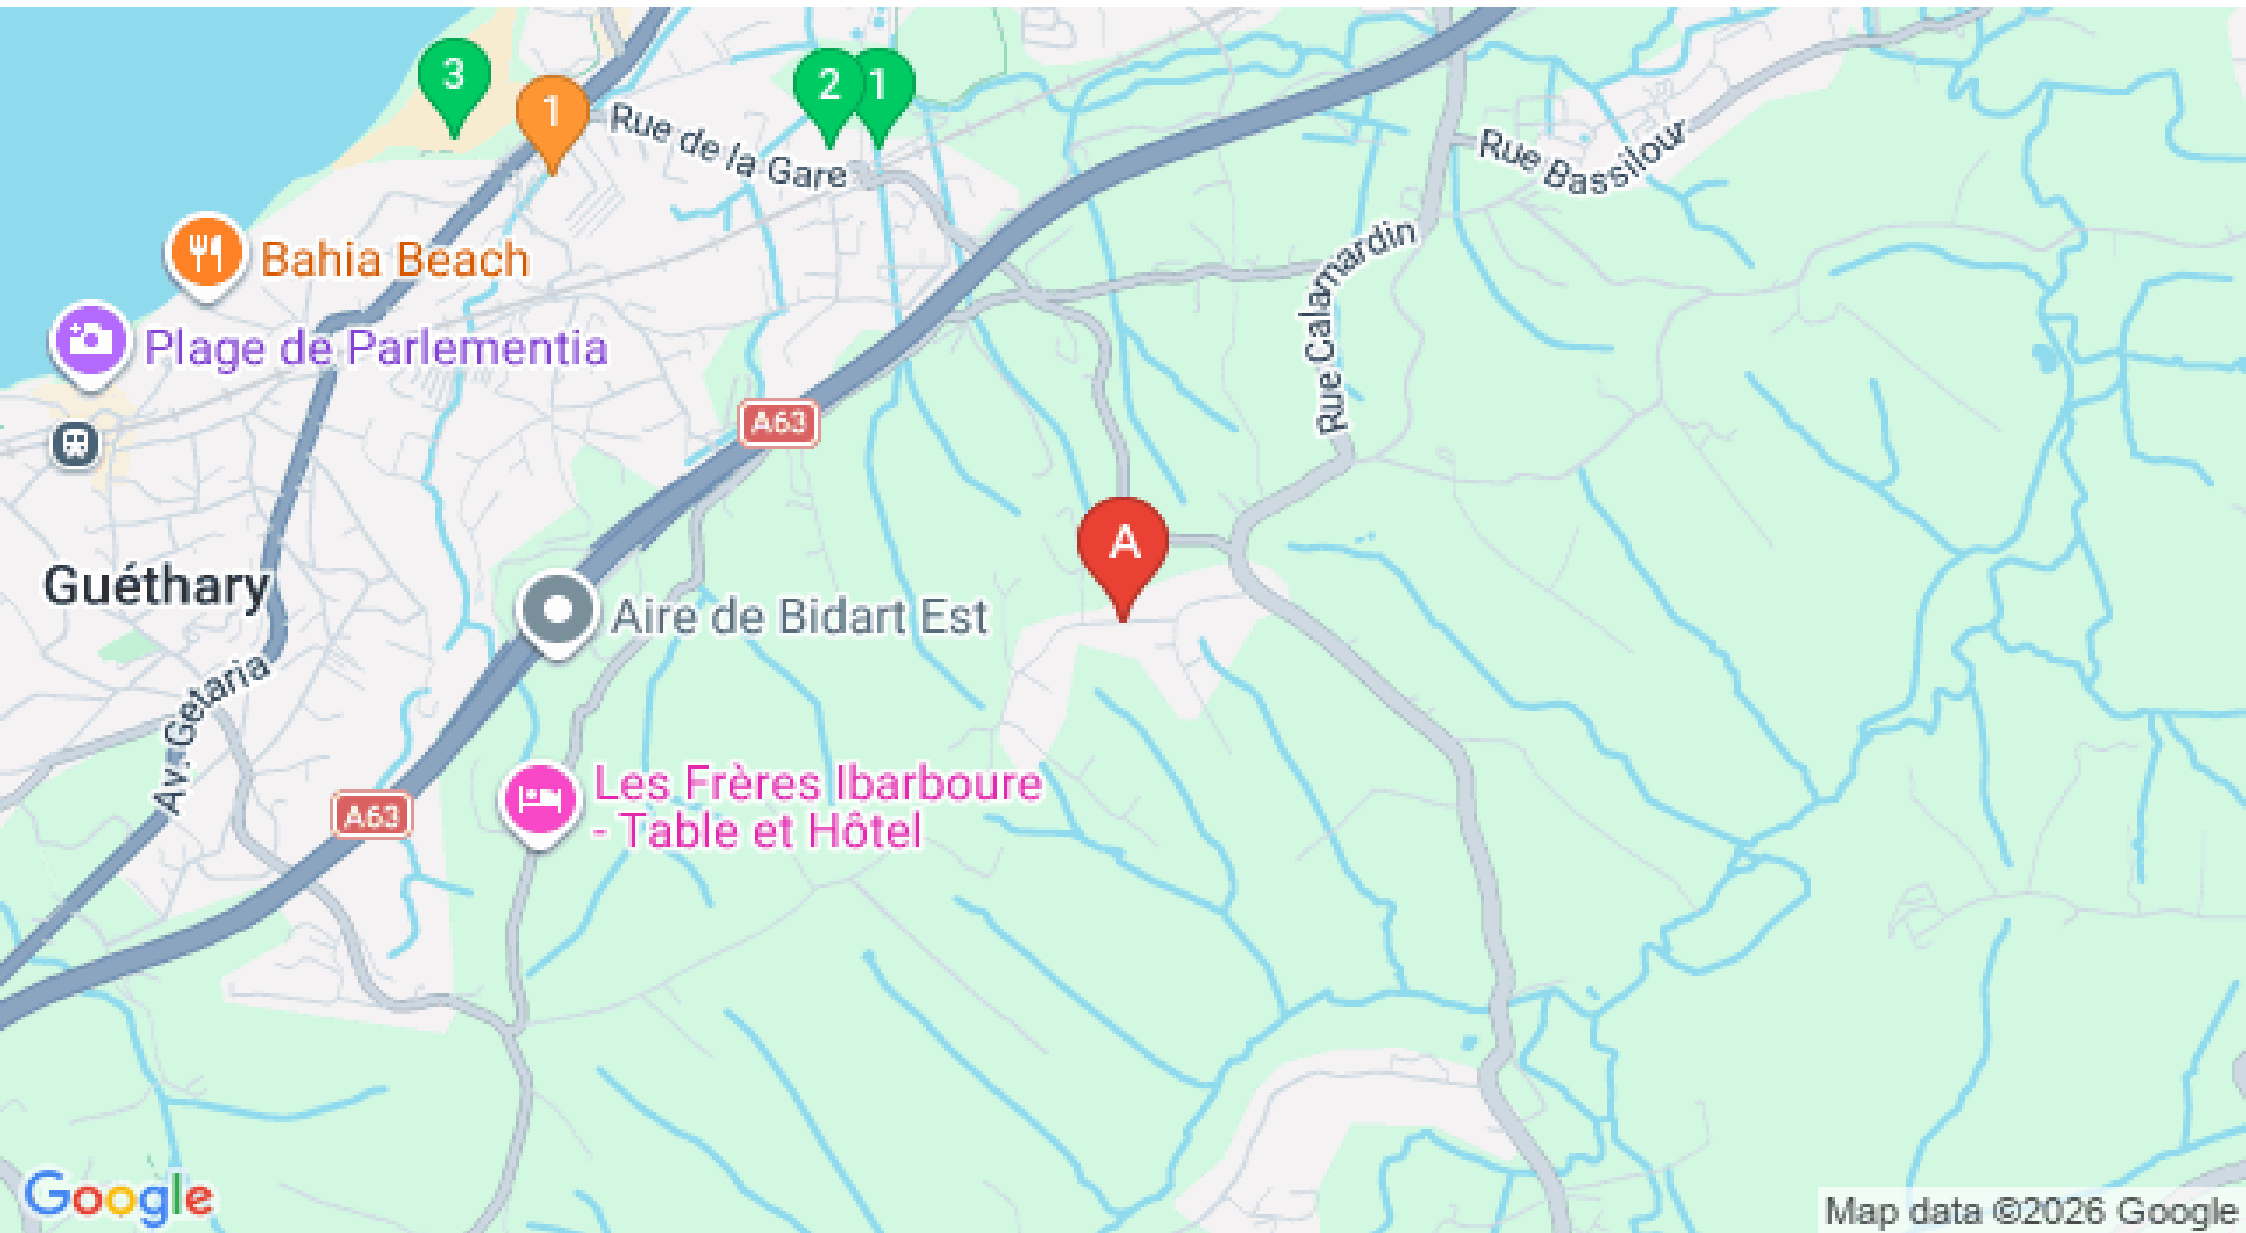 3
1
2
1
Rue de la Gare
Rue Bassilour
Bahia Beach
Rue Calamardin
Plage de Parlementia
A63
A
Guéthary
Aire de Bidart Est
Av. Getaria
Les Frères Ibarboure
- Table et Hôtel
A63
Google
Map data ©2026 Google